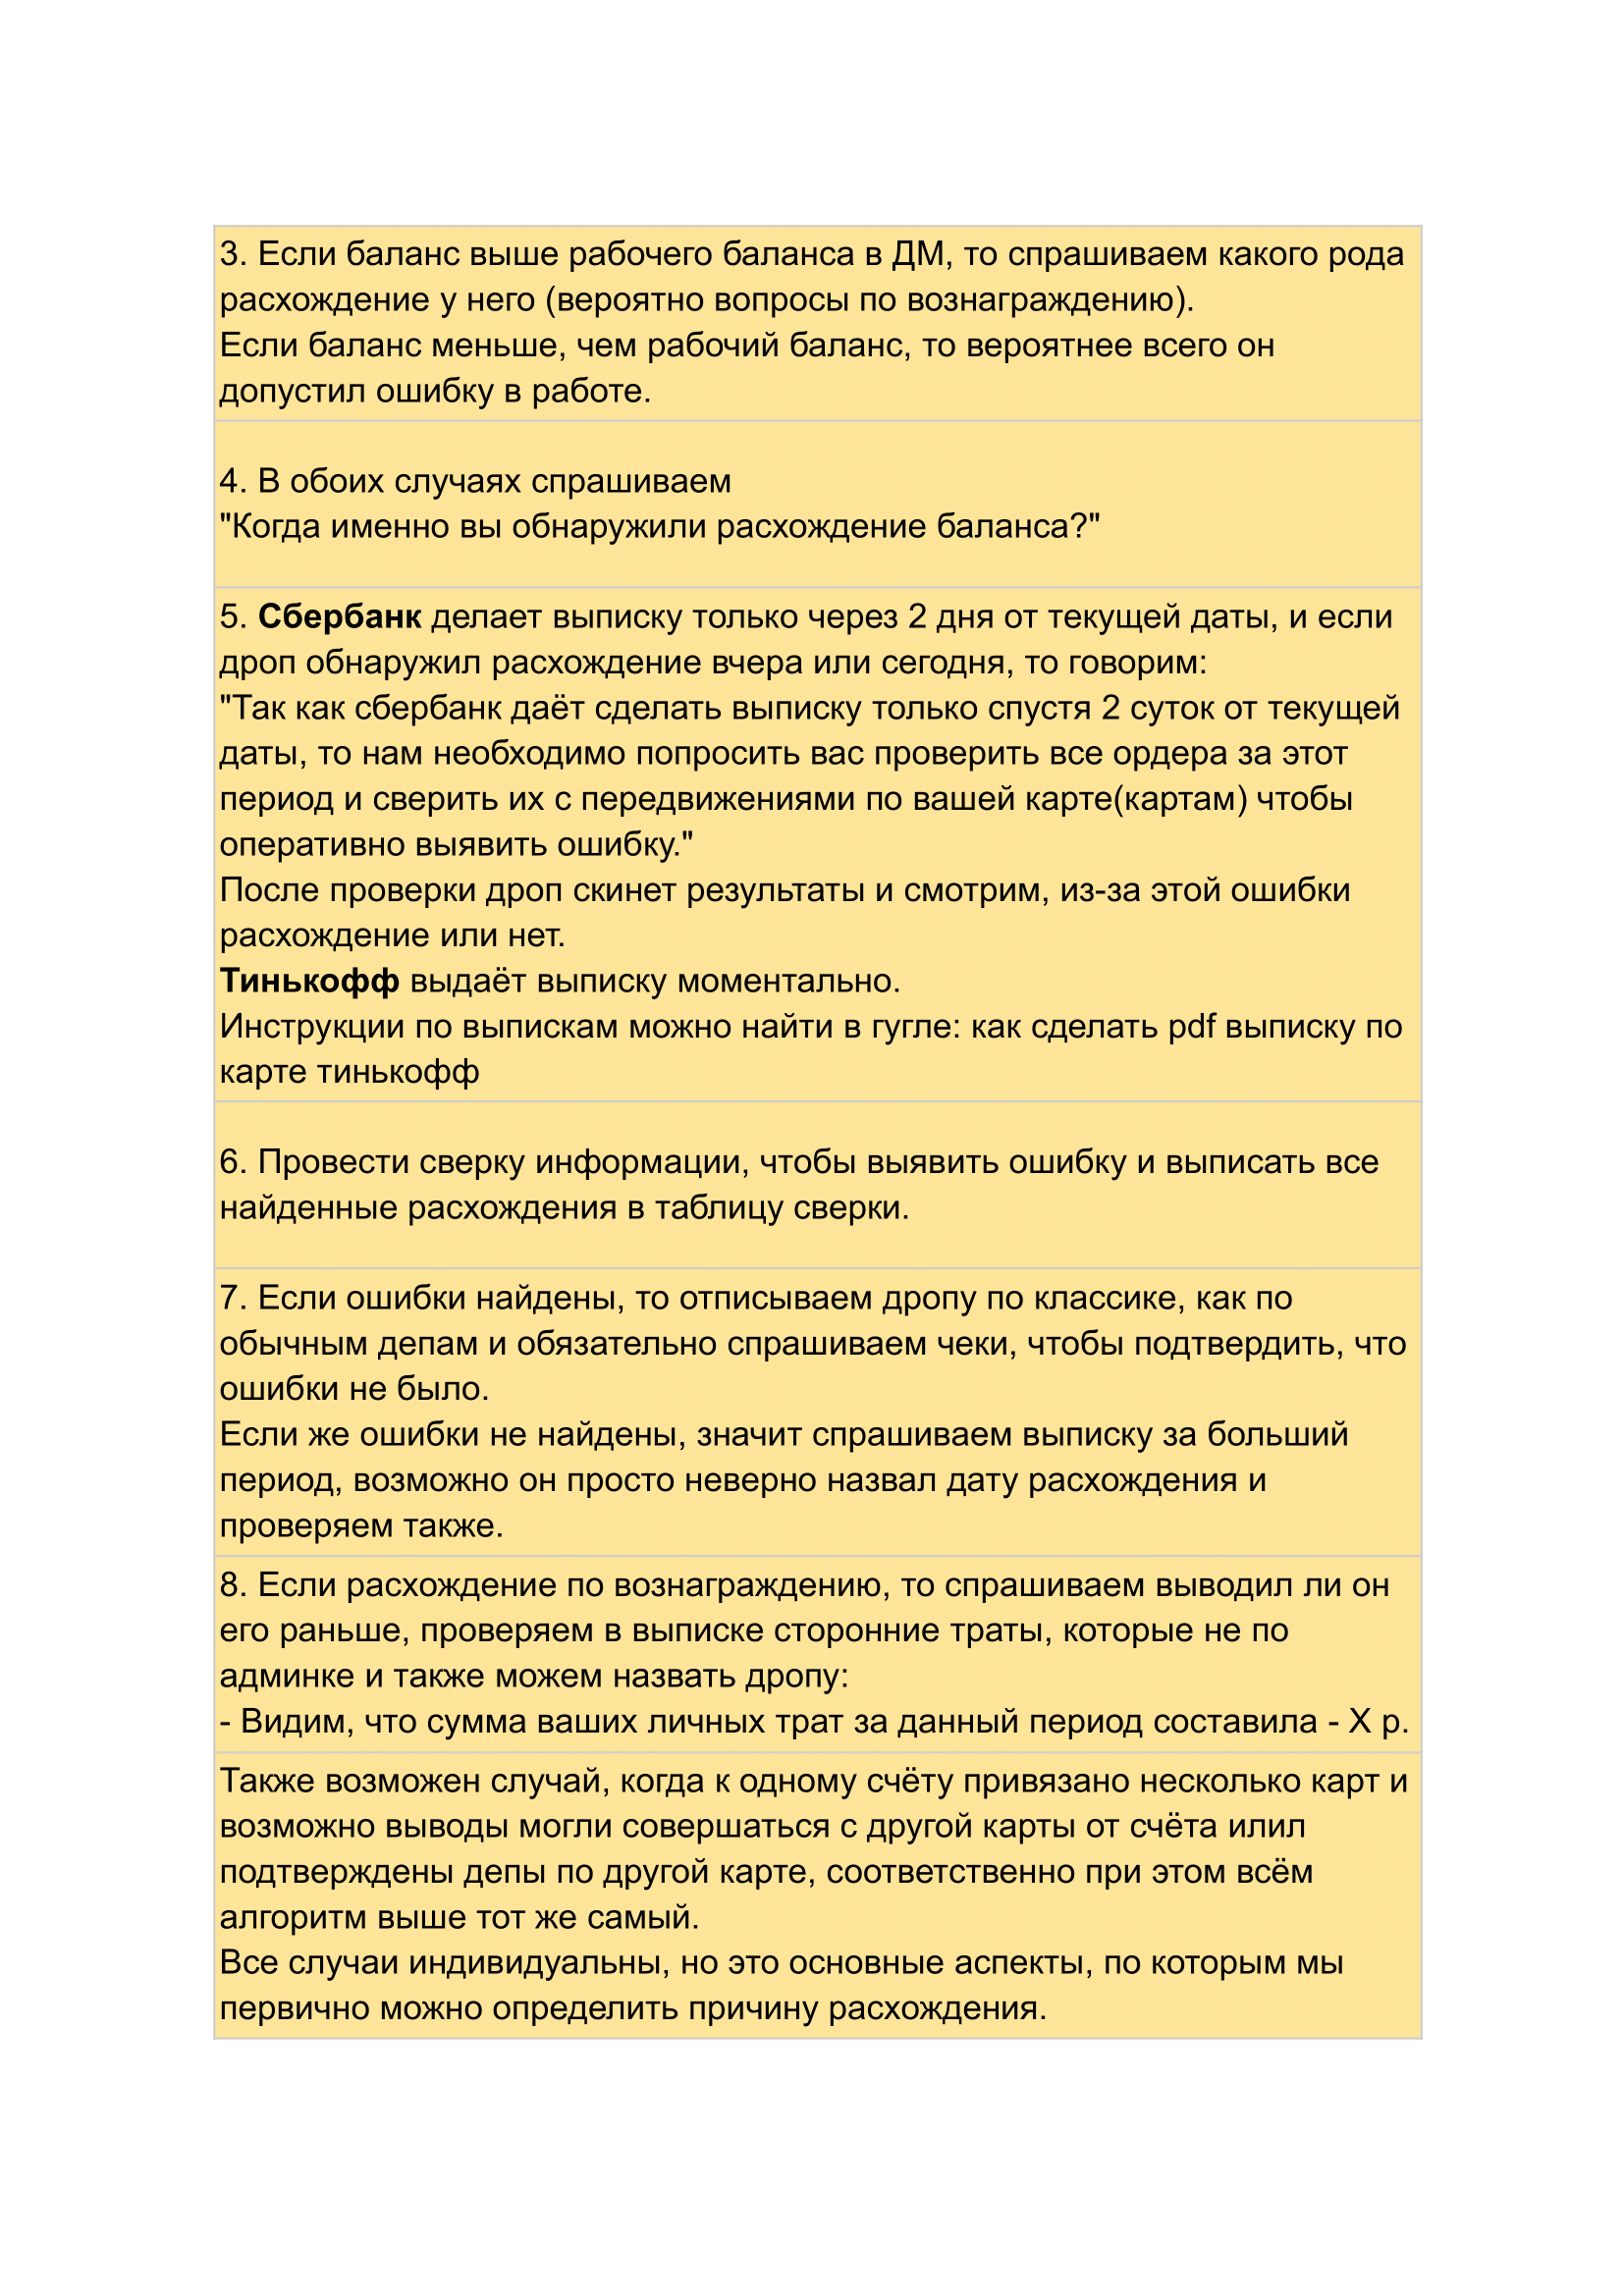 3. Если баланс выше рабочего баланса в ДМ, то спрашиваем какого рода
расхождение у него (вероятно вопросы по вознаграждению).
Если баланс меньше, чем рабочий баланс, то вероятнее всего он
допустил ошибку в работе.
4. В обоих случаях спрашиваем
"Когда именно вы обнаружили расхождение баланса?"
5. Сбербанк делает выписку только через 2 дня от текущей даты, и если
дроп обнаружил расхождение вчера или сегодня, то говорим:
"Так как сбербанк даёт сделать выписку только спустя 2 суток от текущей
даты, то нам необходимо попросить вас проверить все ордера за этот
период и сверить их с передвижениями по вашей карте(картам) чтобы
оперативно выявить ошибку."
После проверки дроп скинет результаты и смотрим, из-за этой ошибки
расхождение или нет.
Тинькофф выдаёт выписку моментально.
Инструкции по выпискам можно найти в гугле: как сделать pdf выписку по
карте тинькофф
6. Провести сверку информации, чтобы выявить ошибку и выписать все
найденные расхождения в таблицу сверки.
7. Если ошибки найдены, то отписываем дропу по классике, как по
обычным депам и обязательно спрашиваем чеки, чтобы подтвердить, что
ошибки не было.
Если же ошибки не найдены, значит спрашиваем выписку за больший
период, возможно он просто неверно назвал дату расхождения и
проверяем также.
8. Если расхождение по вознаграждению, то спрашиваем выводил ли он
его раньше, проверяем в выписке сторонние траты, которые не по
админке и также можем назвать дропу:
- Видим, что сумма ваших личных трат за данный период составила - Х р.
Также возможен случай, когда к одному счёту привязано несколько карт и
возможно выводы могли совершаться с другой карты от счёта илил
подтверждены депы по другой карте, соответственно при этом всём
алгоритм выше тот же самый.
Все случаи индивидуальны, но это основные аспекты, по которым мы
первично можно определить причину расхождения.